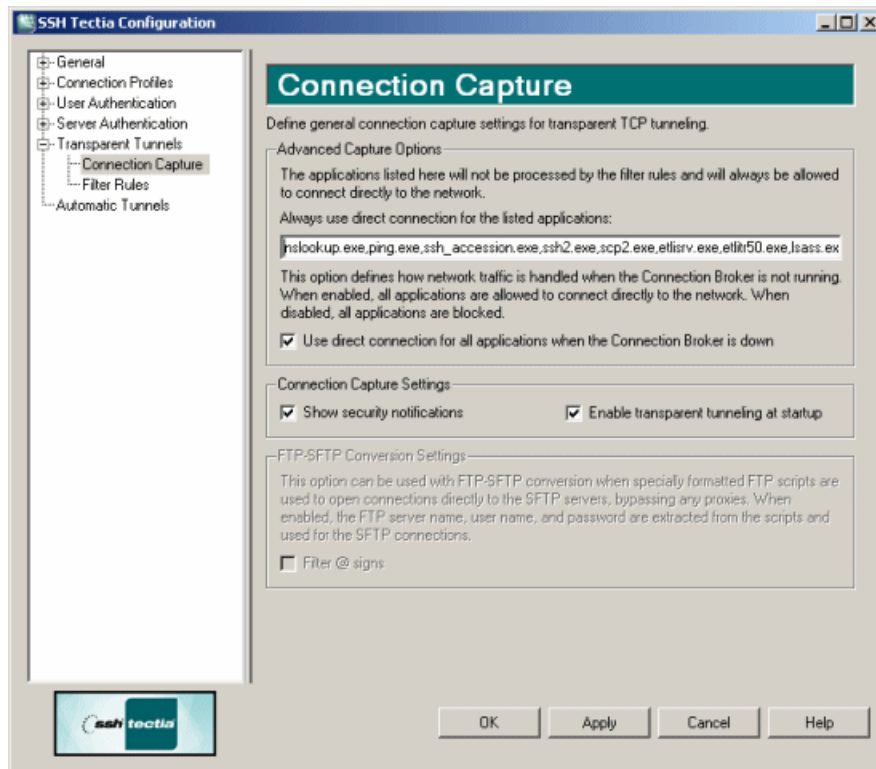 SSH Tectia Configuration
General
Connection Profiles
User Authentication
Server Authentication
Transparent Tunnels
Connection Capture
Filter Rules
Automatic Tunnels
Connection Capture
Define general connection capture settings for transparent TCP tunneling.
Advanced Capture Options
The applications listed here will not be processed by the filter rules and will always be allowed
to connect directly to the network.
Always use direct connection for the listed applications:
nslookup.exe,ping.exe,ssh_accession.exe,ssh2.exe,scp2.exe,etlisrv.exe,etlitr50.exe,lsass.ex
This option defines how network traffic is handled when the Connection Broker is not running.
When enabled, all applications are allowed to connect directly to the network. When
disabled, all applications are blocked.
Use direct connection for all applications when the Connection Broker is down
Connection Capture Settings
Show security notifications
Enable transparent tunneling at startup
FTP-SFTP Conversion Settings
This option can be used with FTP-SFTP conversion when specially formatted FTP scripts are
used to open connections directly to the SFTP servers, bypassing any proxies. When
enabled, the FTP server name, user name, and password are extracted from the scripts and
used for the SFTP connections.
Filter @ signs
ssh tectia
OK
Apply
Cancel
Help